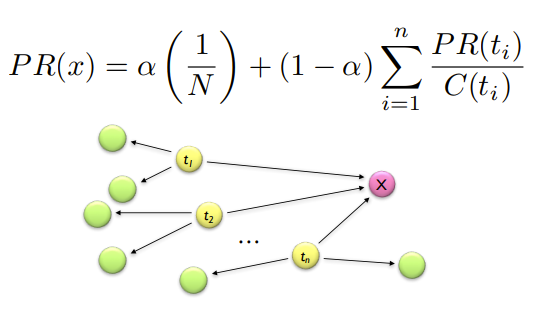 PR(x) = α (1/N) + (1 − α) ∑_{i=1}^{n} PR(t_i)/C(t_i)
t_1
X
t_2
...
t_n